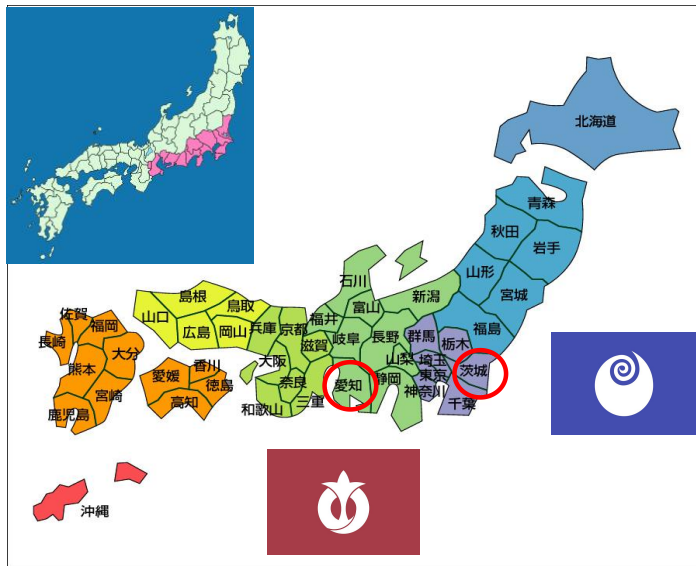 北海道
青森
秋田
岩手
山形
宮城
石川
新潟
富山
福島
島根
鳥取
佐賀
福岡
山口
広島
岡山
兵庫
京都
福井
滋賀
岐阜
長野
群馬
栃木
長崎
大分
熊本
愛媛
香川
徳島
高知
大阪
奈良
三重
愛知
静岡
山梨
埼玉
東京
茨城
宮崎
鹿児島
和歌山
神奈川
千葉
沖縄